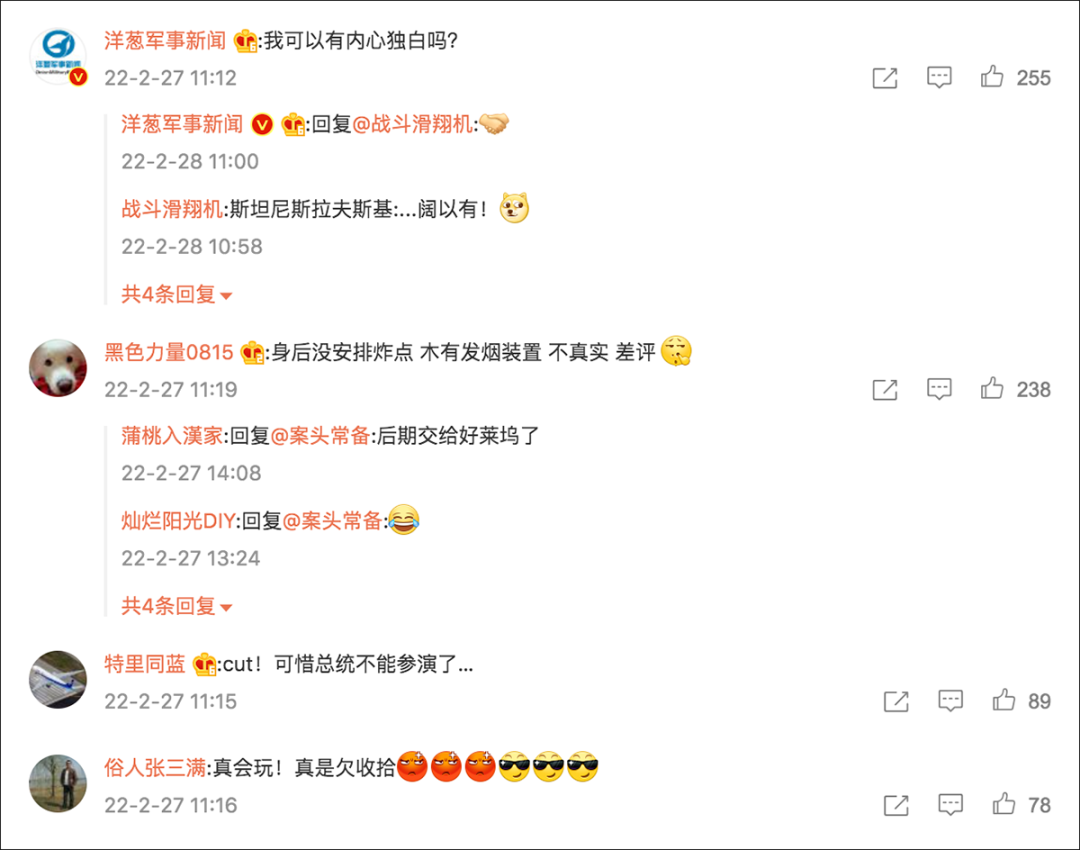 洋葱军事新闻:我可以有内心独白吗?
22-2-27 11:12
255
洋葱军事新闻:回复@战斗滑翔机:
22-2-28 11:00
战斗滑翔机:斯坦尼斯拉夫斯基:...阔以有!
22-2-28 10:58
共4条回复
黑色力量0815:身后没安排炸点 木有发烟装置 不真实 差评
22-2-27 11:19
238
蒲桃入漢家:回复@案头常备:后期交给好莱坞了
22-2-27 14:08
灿烂阳光DIY:回复@案头常备:
22-2-27 13:24
共4条回复
特里同蓝:cut!可惜总统不能参演了...
22-2-27 11:15
89
俗人张三满:真会玩!真是欠收拾
22-2-27 11:16
78